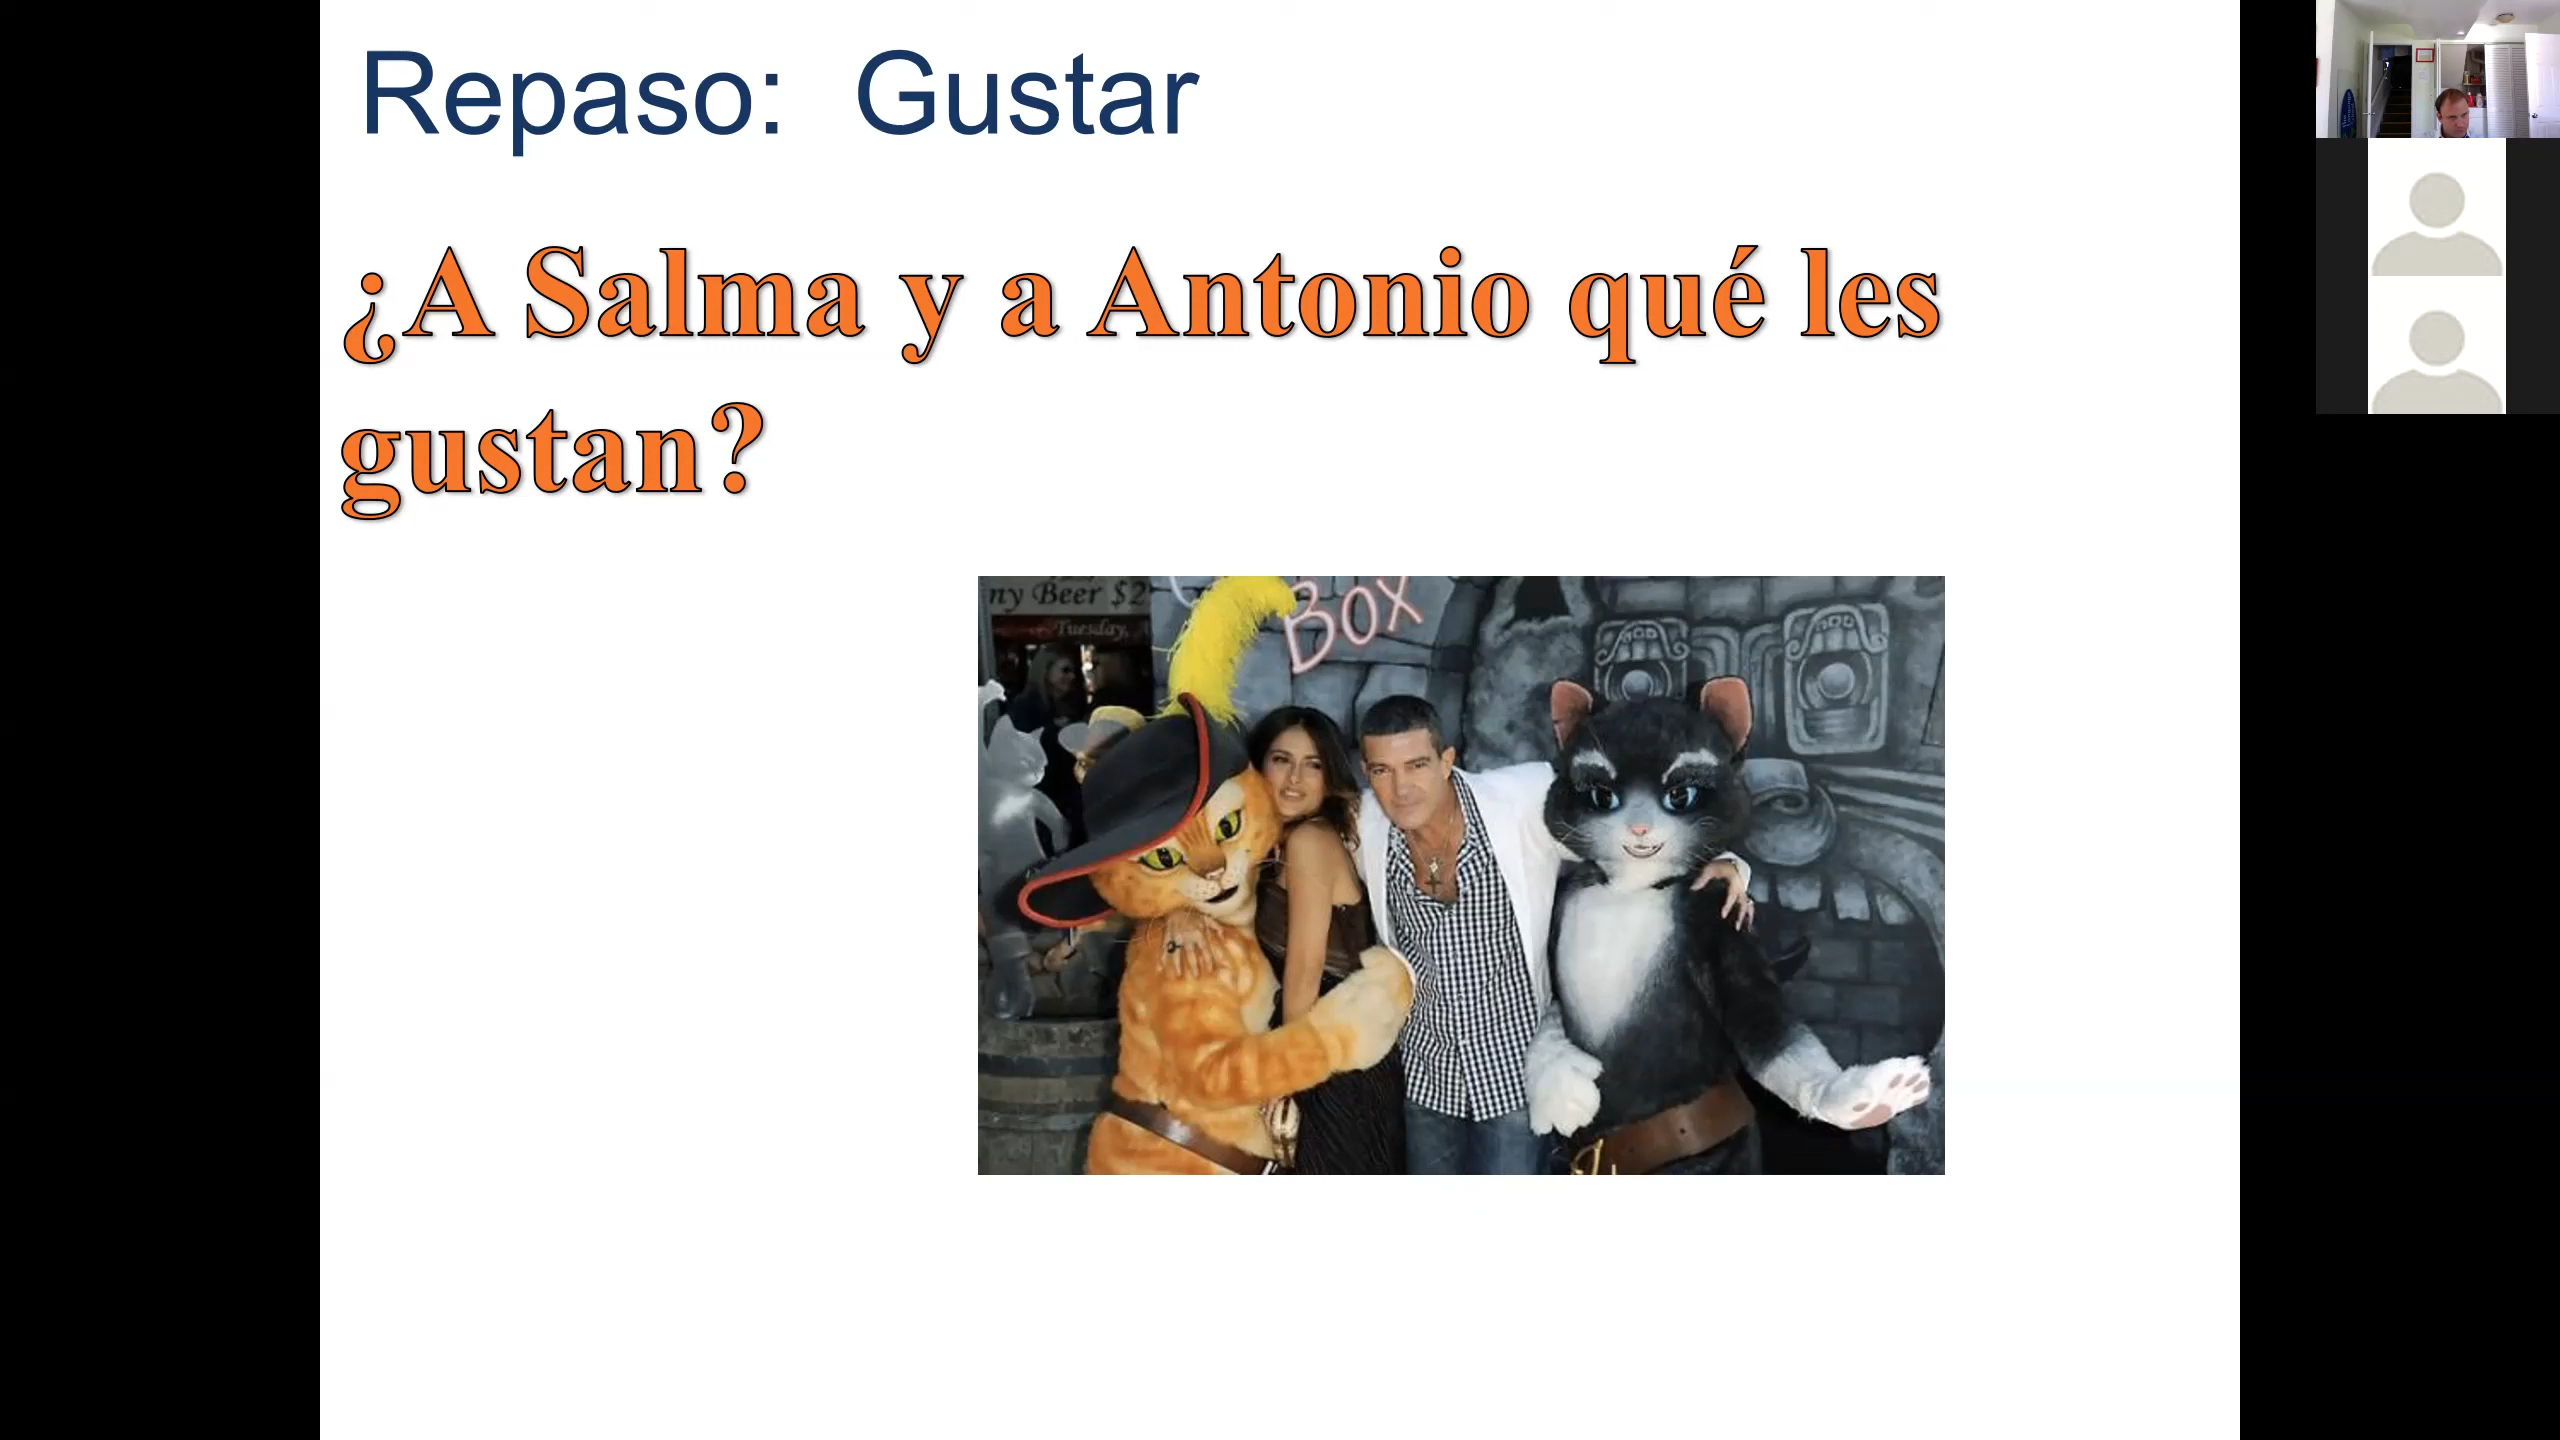 Repaso: Gustar
¿A Salma y a Antonio qué les
gustan?
ny Beer $2
Tuesday,
Box